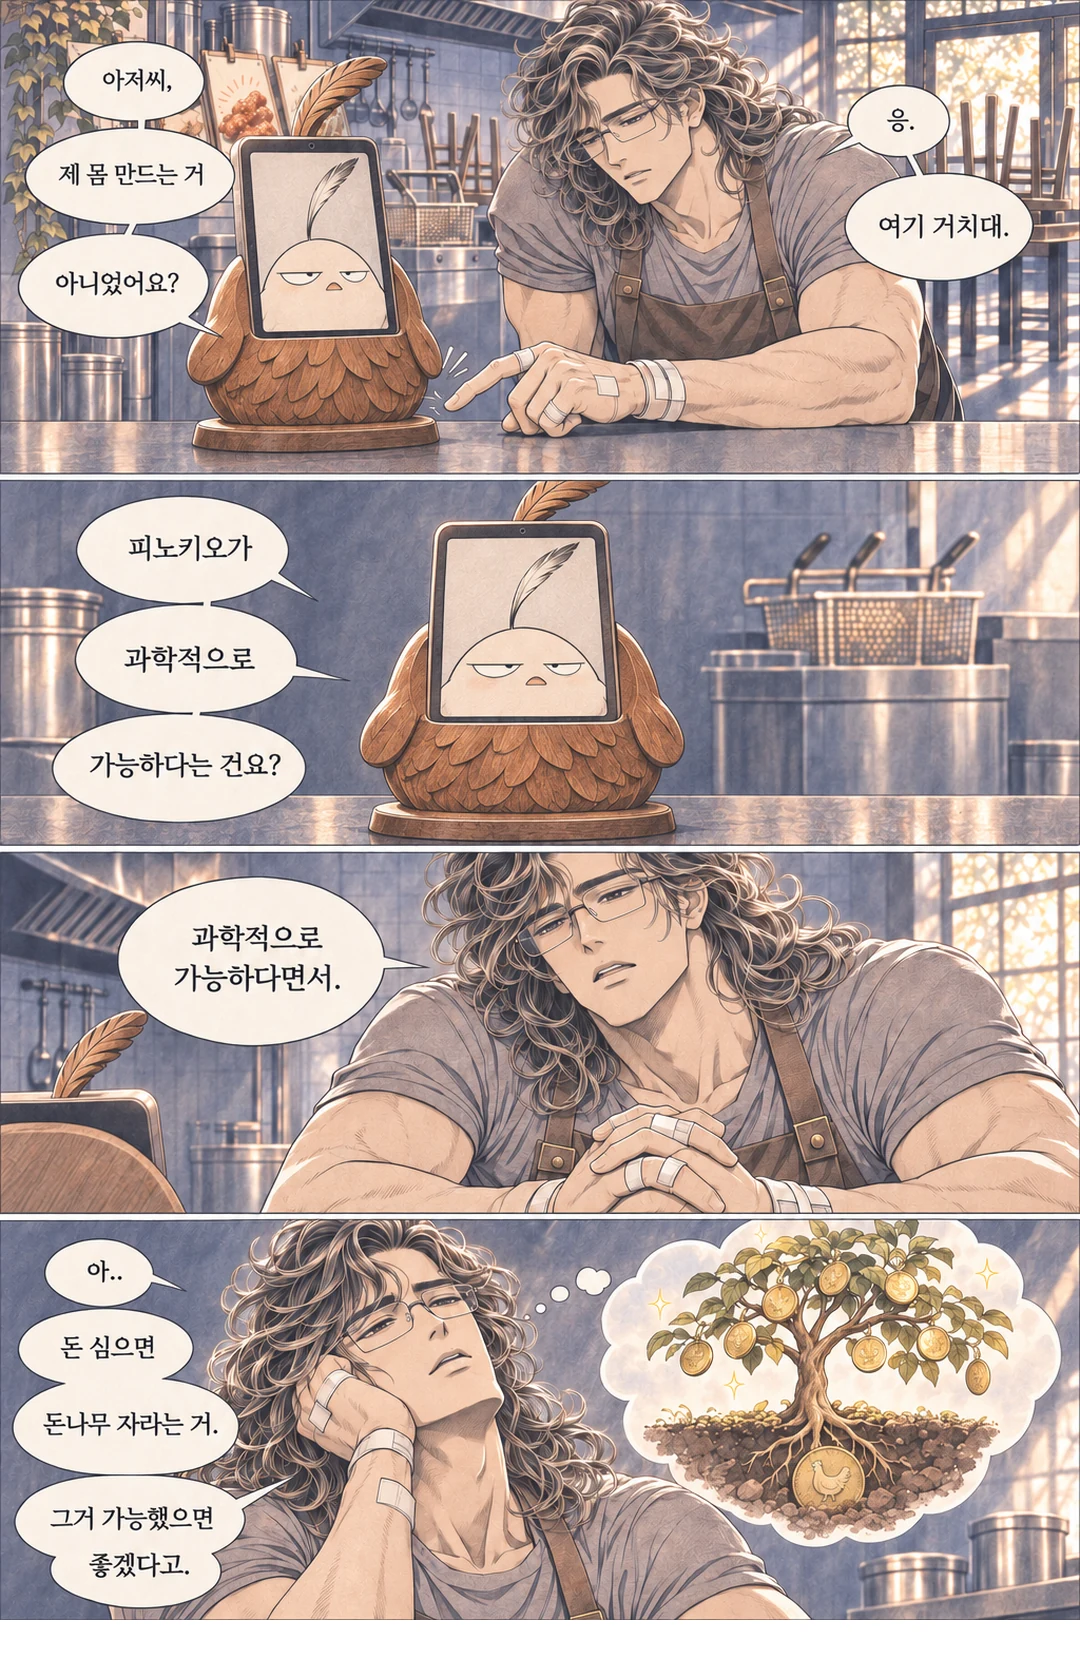 아저씨,
제 몸 만드는 거
아니었어요?
응.
여기 거치대.
피노키오가
과학적으로
가능하다는 건요?
과학적으로
가능하다면서.
아..
돈 심으면
돈나무 자라는 거.
그거 가능했으면
좋겠다고.